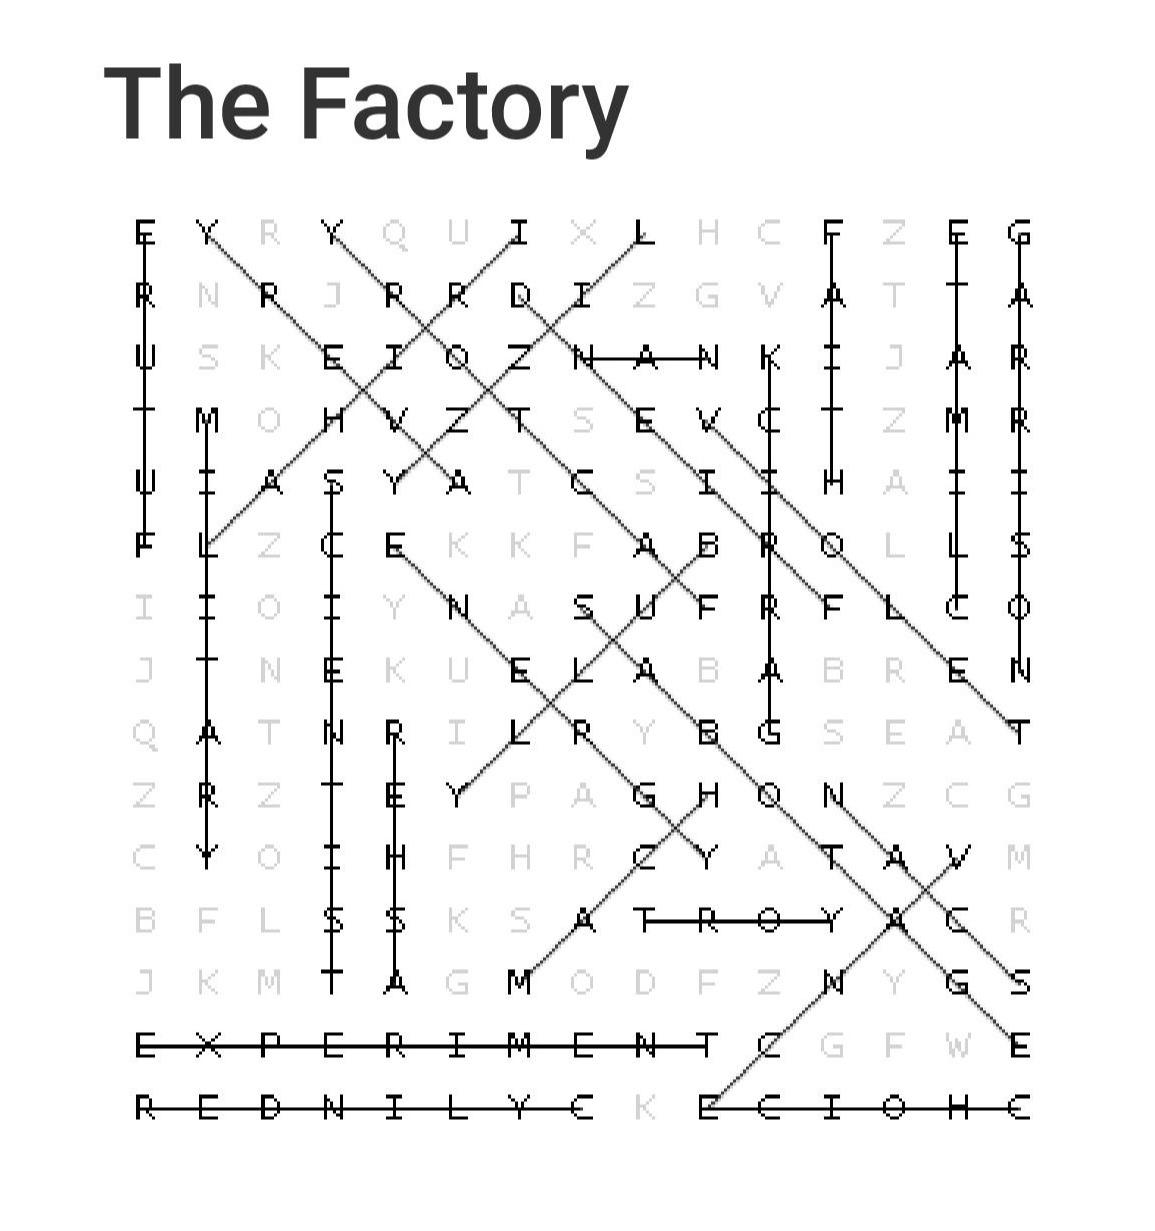 The Factory
E Y R Y Q U I X L H C F Z E G
R N P J P R D I Z G V A T T A
U S K E I O Z N A N K I J A R
T M O H V Z T S E V C T Z M R
U I A S Y A T C S I I H A I I
F L Z C E K K F A B R O L L S
I I O I Y N A S U F R F L C O
J T N E K U E L A B A B R E N
Q A T N R I L R Y B G S E A T
Z R Z T E Y P A G H O N Z C G
C Y O I H F H R C Y A T A V M
B F L S S K S A T R O Y A C R
J K M T A G M O D F Z N Y G S
E X P E R I M E N T C G F W E
R E D N I L Y C K E C I O H C